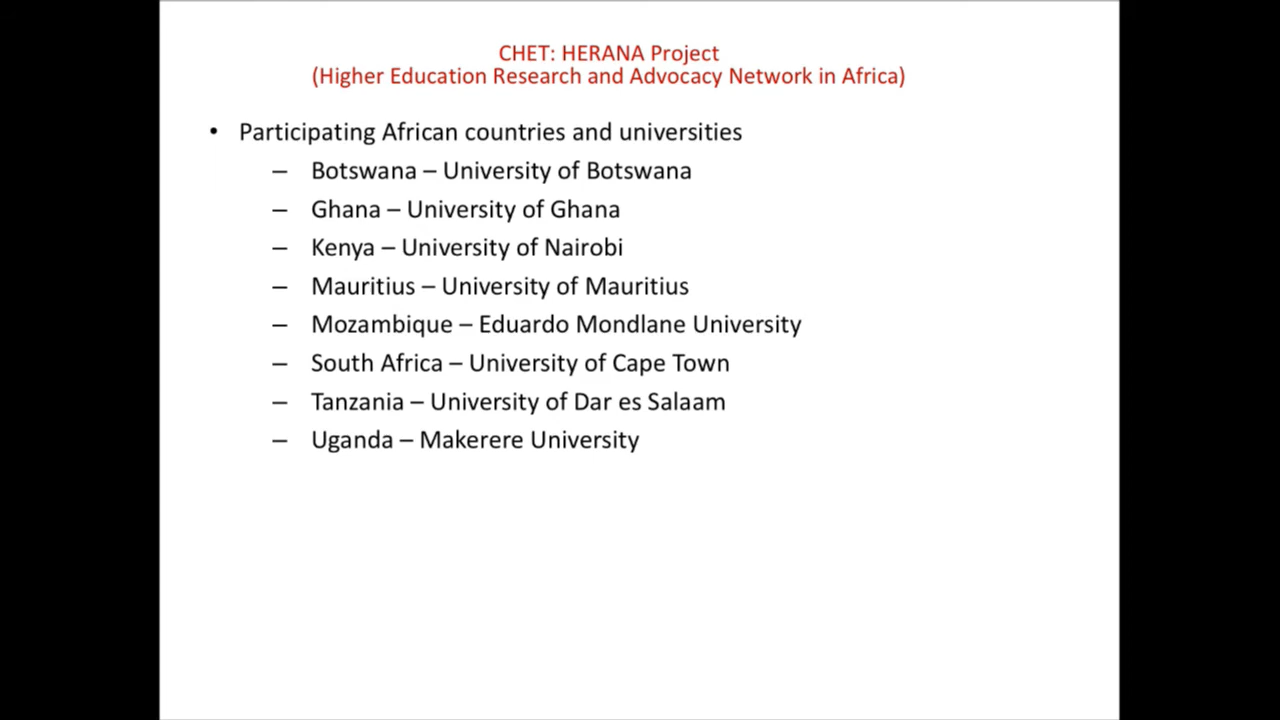 CHET: HERANA Project
(Higher Education Research and Advocacy Network in Africa)
• Participating African countries and universities
– Botswana – University of Botswana
– Ghana – University of Ghana
– Kenya – University of Nairobi
– Mauritius – University of Mauritius
– Mozambique – Eduardo Mondlane University
– South Africa – University of Cape Town
– Tanzania – University of Dar es Salaam
– Uganda – Makerere University